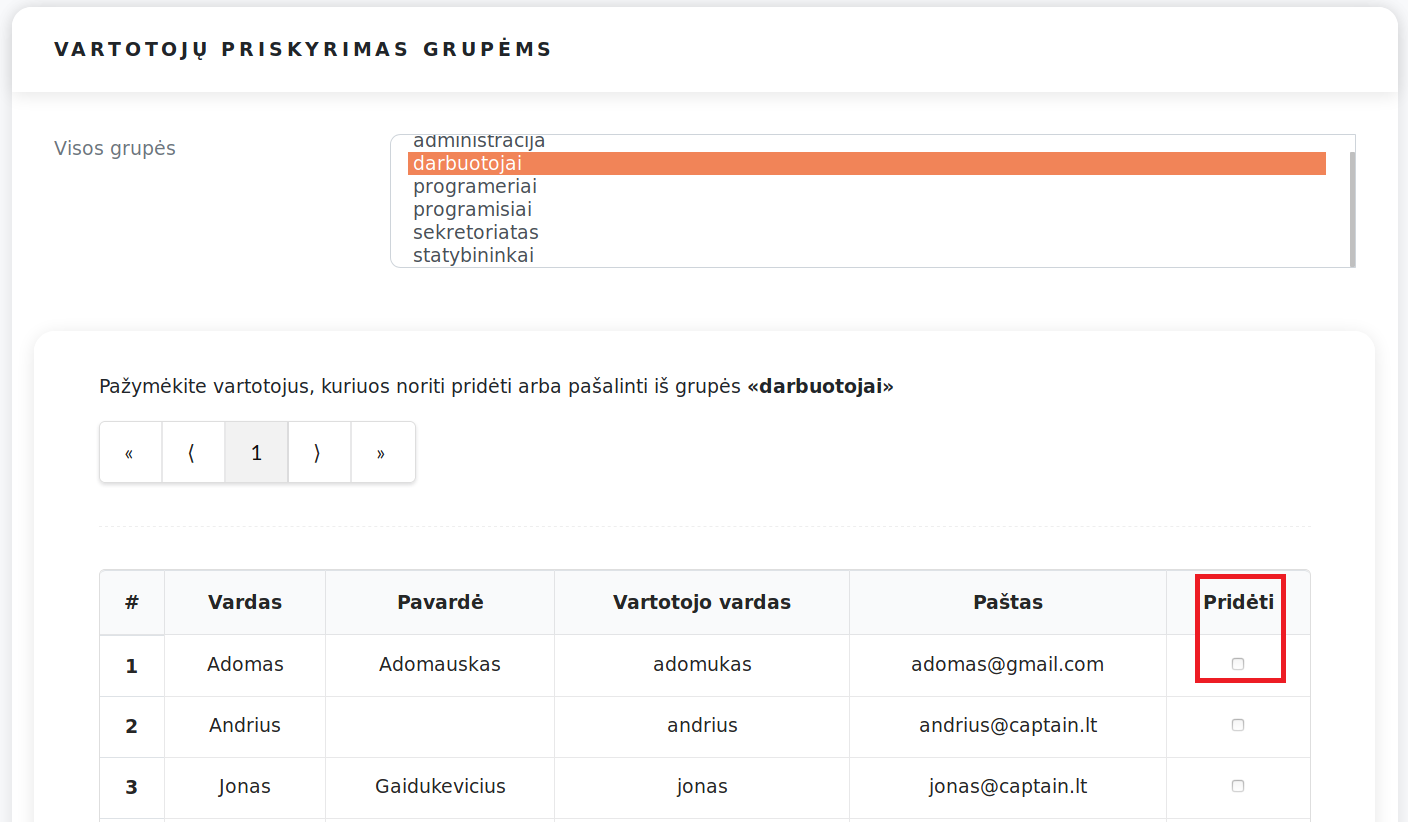 VARTOTOJŲ PRISKYRIMAS GRUPĖMS
Visos grupės
administracija
darbuotojai
programeriai
programisiai
sekretoriatas
statybininkai
Pažymėkite vartotojus, kuriuos noriti pridėti arba pašalinti iš grupės «darbuotojai»
« ⟨ 1 ⟩ »
# Vardas Pavardė Vartotojo vardas Paštas Pridėti
1 Adomas Adomauskas adomukas adomas@gmail.com
2 Andrius andrius andrius@captain.lt
3 Jonas Gaidukevicius jonas jonas@captain.lt